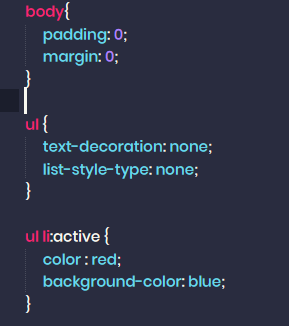 body{
padding: 0;
margin: 0;
}
ul {
text-decoration: none;
list-style-type: none;
}
ul li:active {
color : red;
background-color: blue;
}